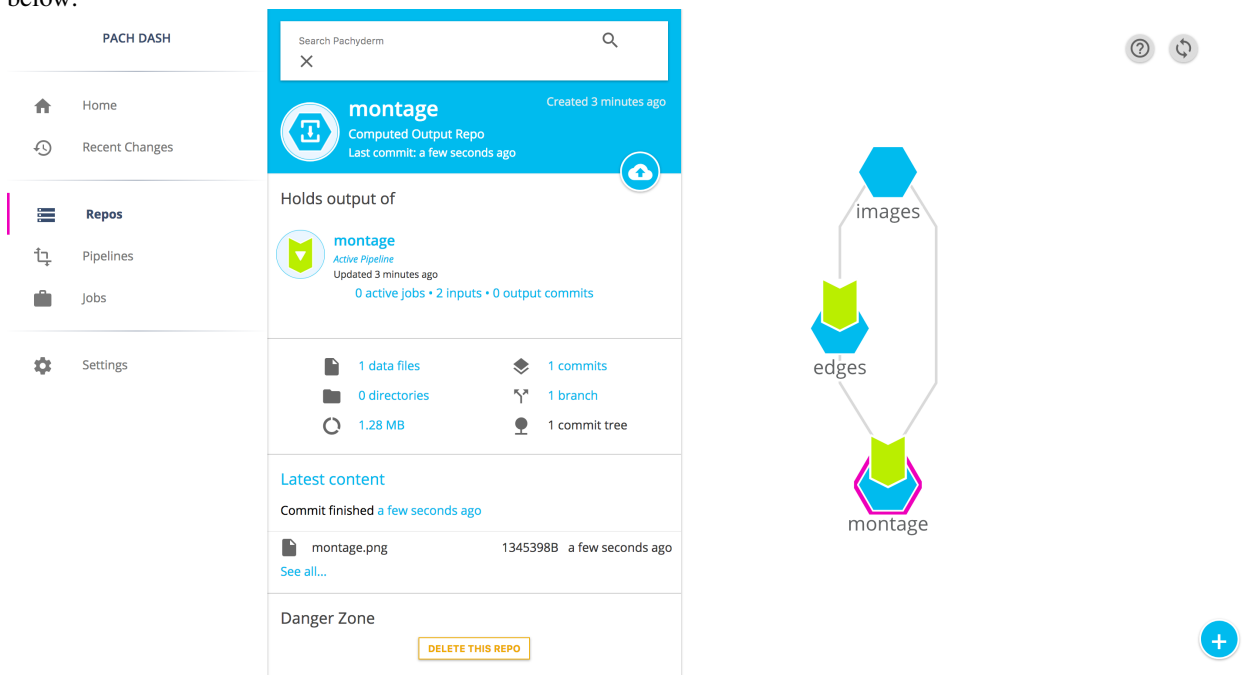 below:
PACH DASH
Home
Recent Changes
Repos
Pipelines
Jobs
Settings
Search Pachyderm
montage
Created 3 minutes ago
Computed Output Repo
Last commit: a few seconds ago
Holds output of
montage
Active Pipeline
Updated 3 minutes ago
0 active jobs • 2 inputs • 0 output commits
1 data files
1 commits
0 directories
1 branch
1.28 MB
1 commit tree
Latest content
Commit finished a few seconds ago
montage.png 1345398B a few seconds ago
See all...
Danger Zone
DELETE THIS REPO
images
edges
montage